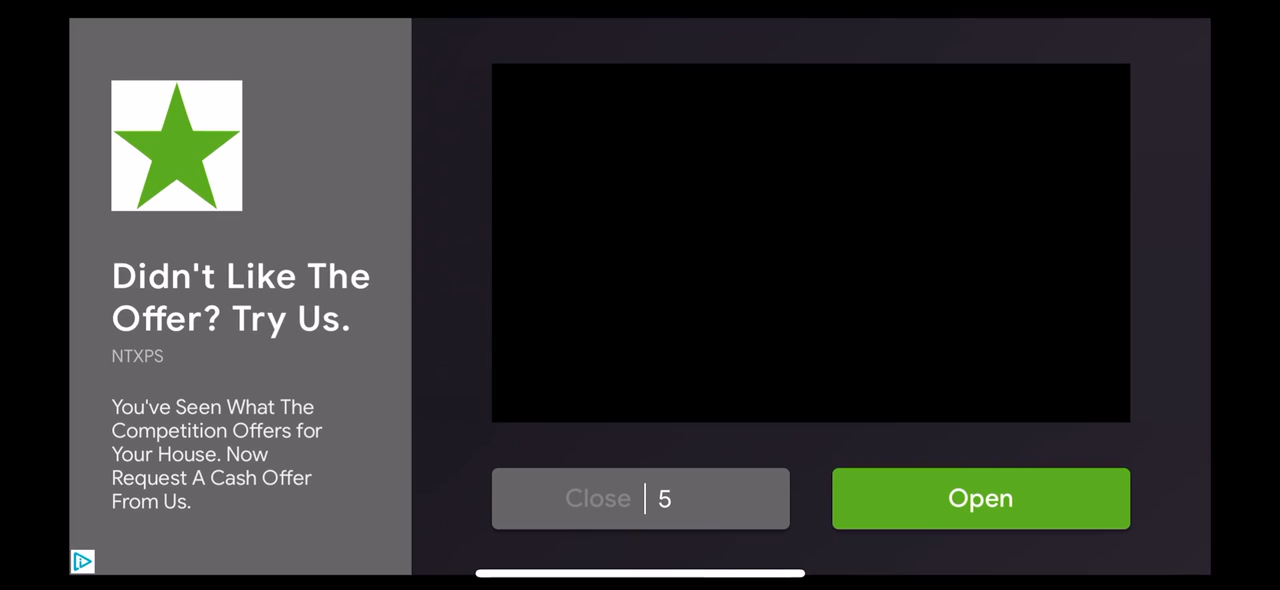 Didn't Like The
Offer? Try Us.
NTXPS
You've Seen What The
Competition Offers for
Your House. Now
Request A Cash Offer
From Us.
Close | 5
Open